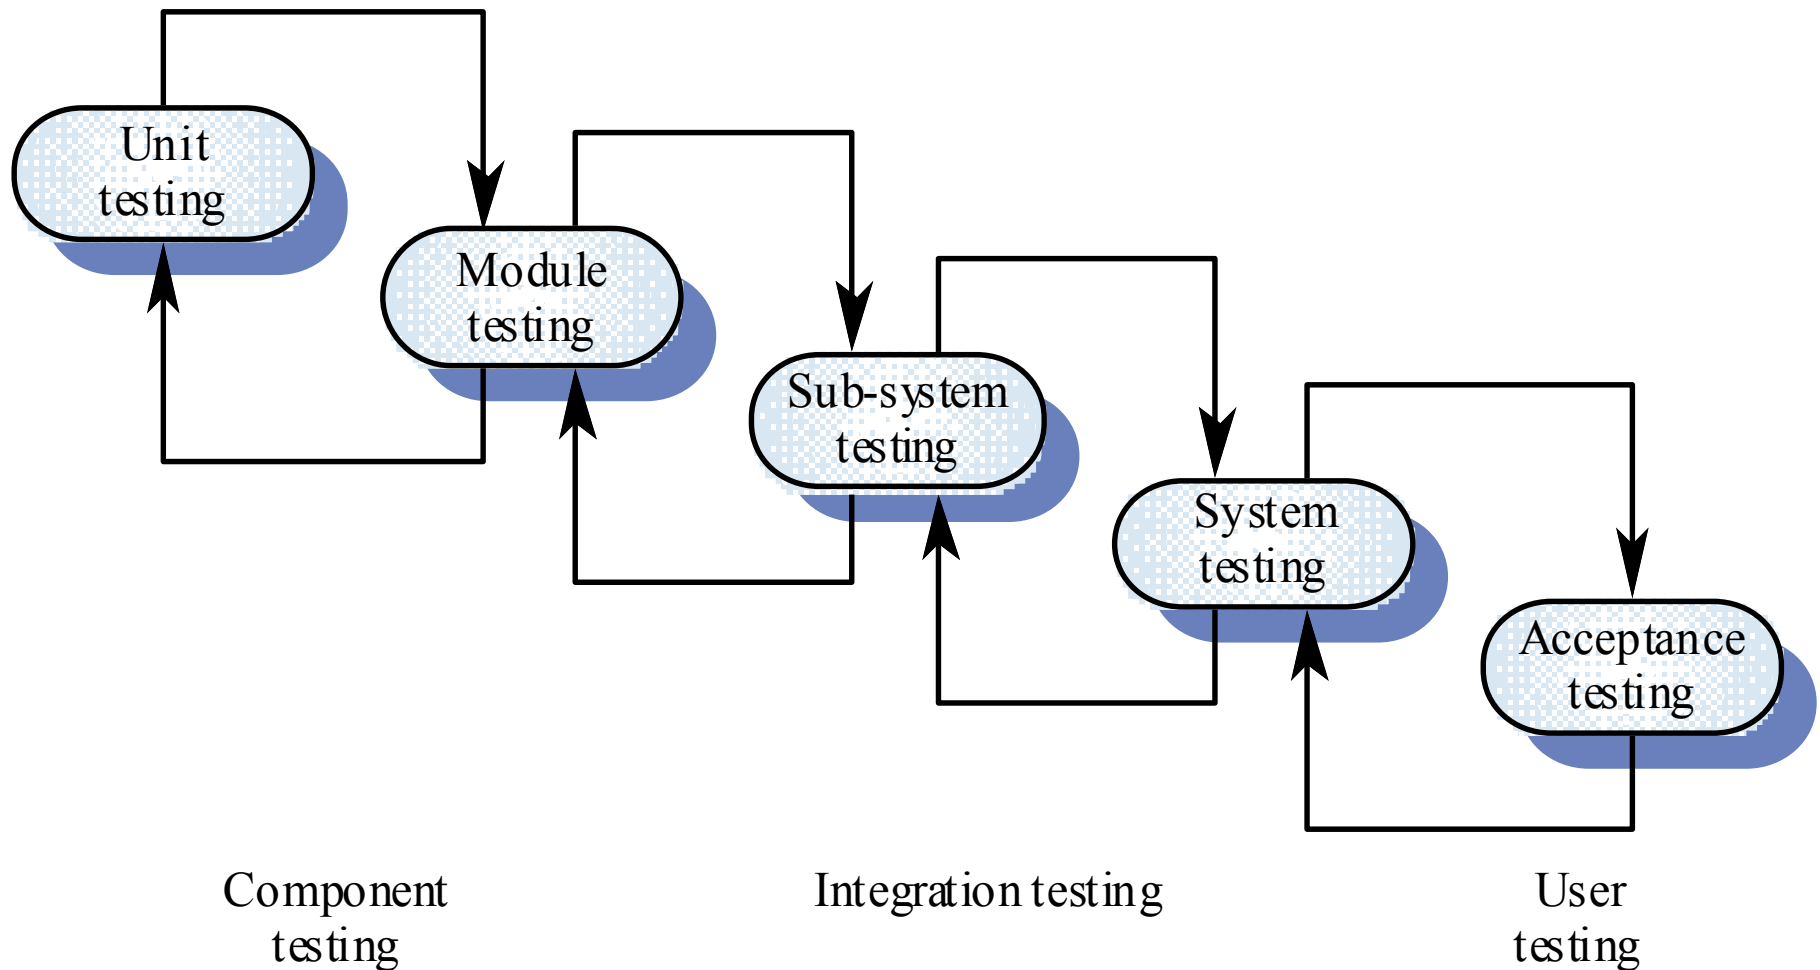 Unit
testing
Module
testing
Sub-system
testing
System
testing
Acceptance
testing
Component
testing
Integration testing
User
testing